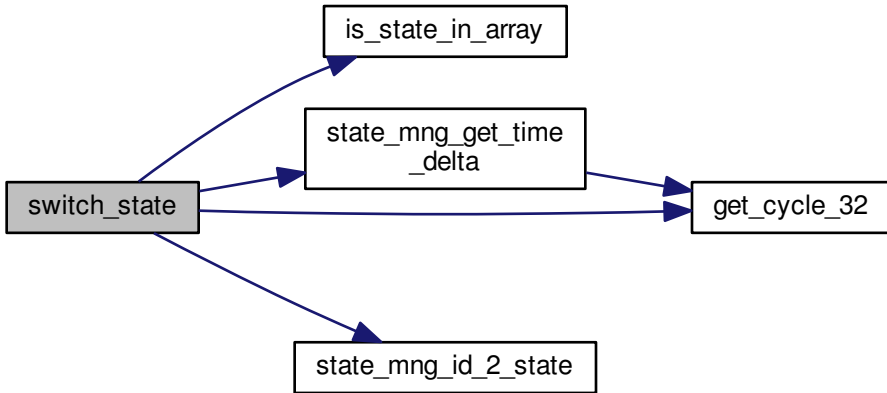 is_state_in_array
state_mng_get_time
_delta
switch_state
get_cycle_32
state_mng_id_2_state